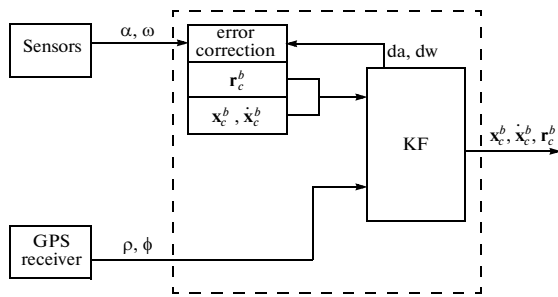 Sensors
α, ω
error
correction
r_c^b
x_c^b , ẋ_c^b
da, dw
KF
x_c^b, ẋ_c^b, r_c^b
GPS
receiver
ρ, ϕ